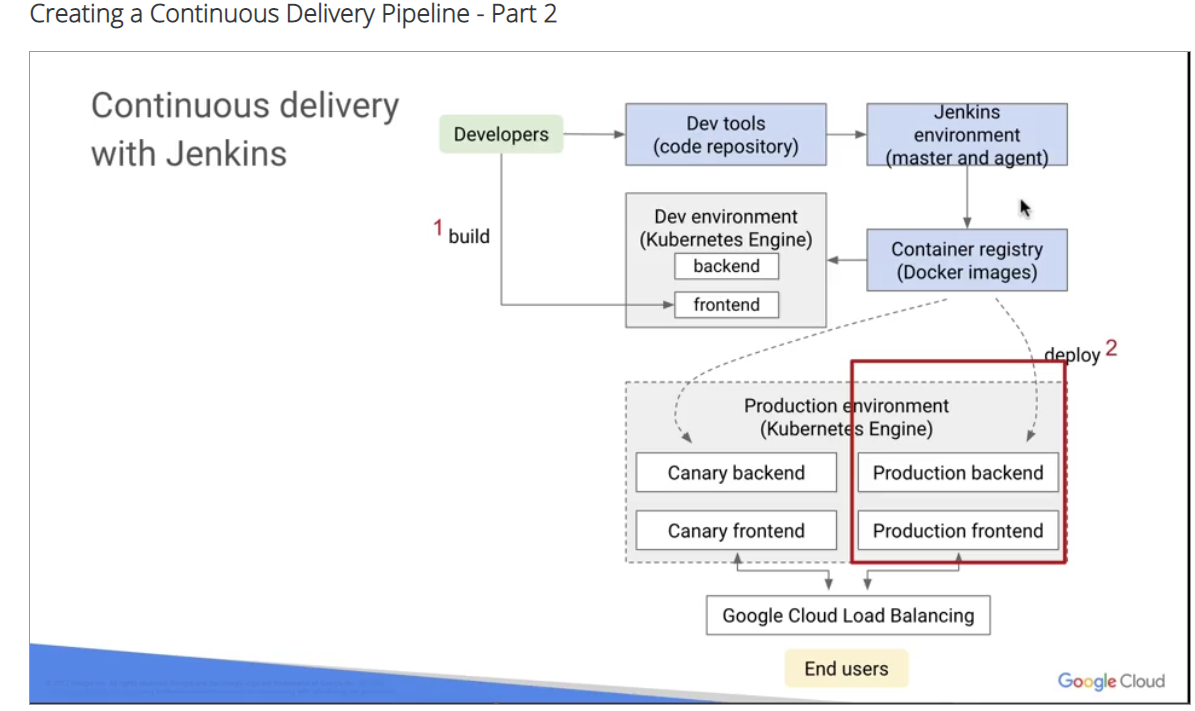 Creating a Continuous Delivery Pipeline - Part 2
Continuous delivery
with Jenkins
Developers
Dev tools
(code repository)
Jenkins
environment
(master and agent)
1 build
Dev environment
(Kubernetes Engine)
backend
frontend
Container registry
(Docker images)
deploy 2
Production environment
(Kubernetes Engine)
Canary backend
Production backend
Canary frontend
Production frontend
Google Cloud Load Balancing
End users
Google Cloud